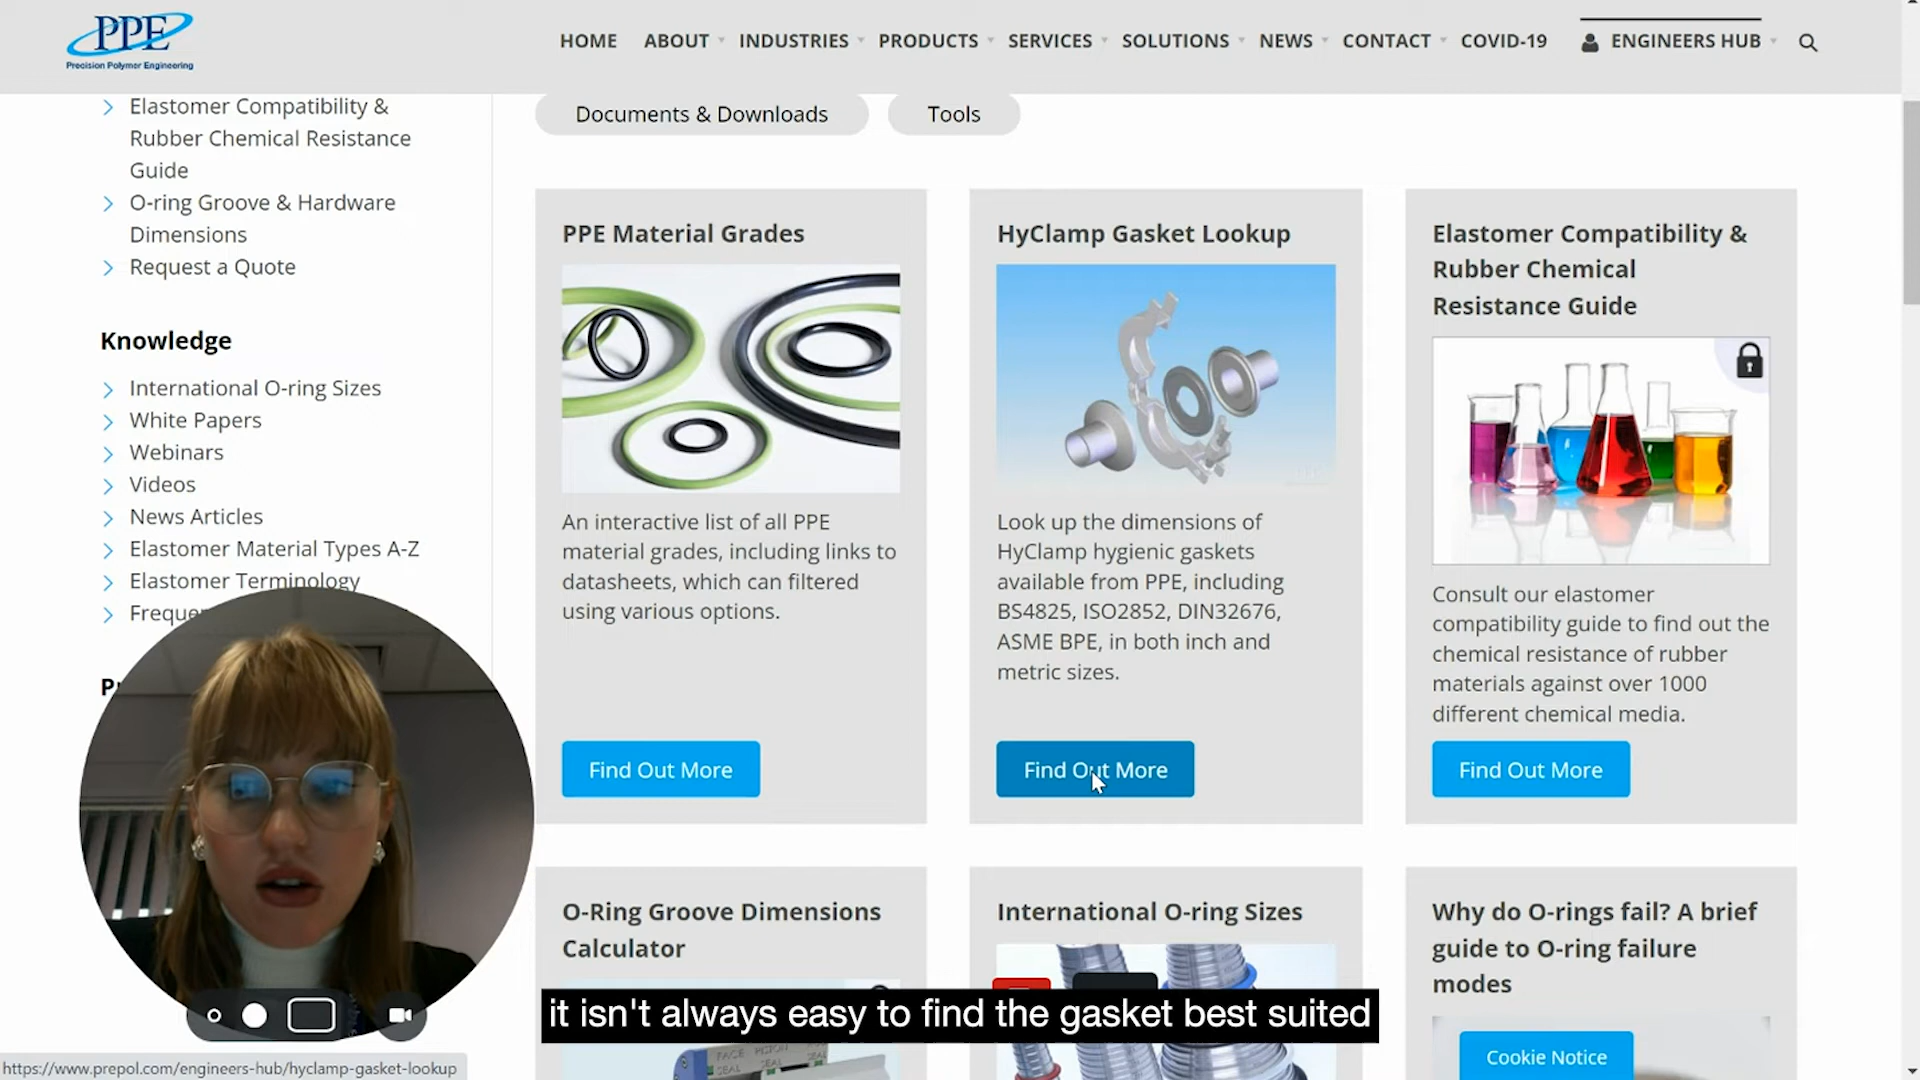 PPE
Precision Polymer Engineering
HOME ABOUT INDUSTRIES PRODUCTS SERVICES SOLUTIONS NEWS CONTACT COVID-19 ENGINEERS HUB
Elastomer Compatibility &
Rubber Chemical Resistance
Guide
O-ring Groove & Hardware
Dimensions
Request a Quote
Knowledge
International O-ring Sizes
White Papers
Webinars
Videos
News Articles
Elastomer Material Types A-Z
Elastomer Terminology
Documents & Downloads
Tools
PPE Material Grades
An interactive list of all PPE
material grades, including links to
datasheets, which can filtered
using various options.
Find Out More
HyClamp Gasket Lookup
Look up the dimensions of
HyClamp hygienic gaskets
available from PPE, including
BS4825, ISO2852, DIN32676,
ASME BPE, in both inch and
metric sizes.
Find Out More
Elastomer Compatibility &
Rubber Chemical
Resistance Guide
Consult our elastomer
compatibility guide to find out the
chemical resistance of rubber
materials against over 1000
different chemical media.
Find Out More
O-Ring Groove Dimensions
Calculator
FACE PISTON
SEAL SEAL
International O-ring Sizes
Why do O-rings fail? A brief
guide to O-ring failure
modes
it isn't always easy to find the gasket best suited
Cookie Notice
https://www.prepol.com/engineers-hub/hyclamp-gasket-lookup